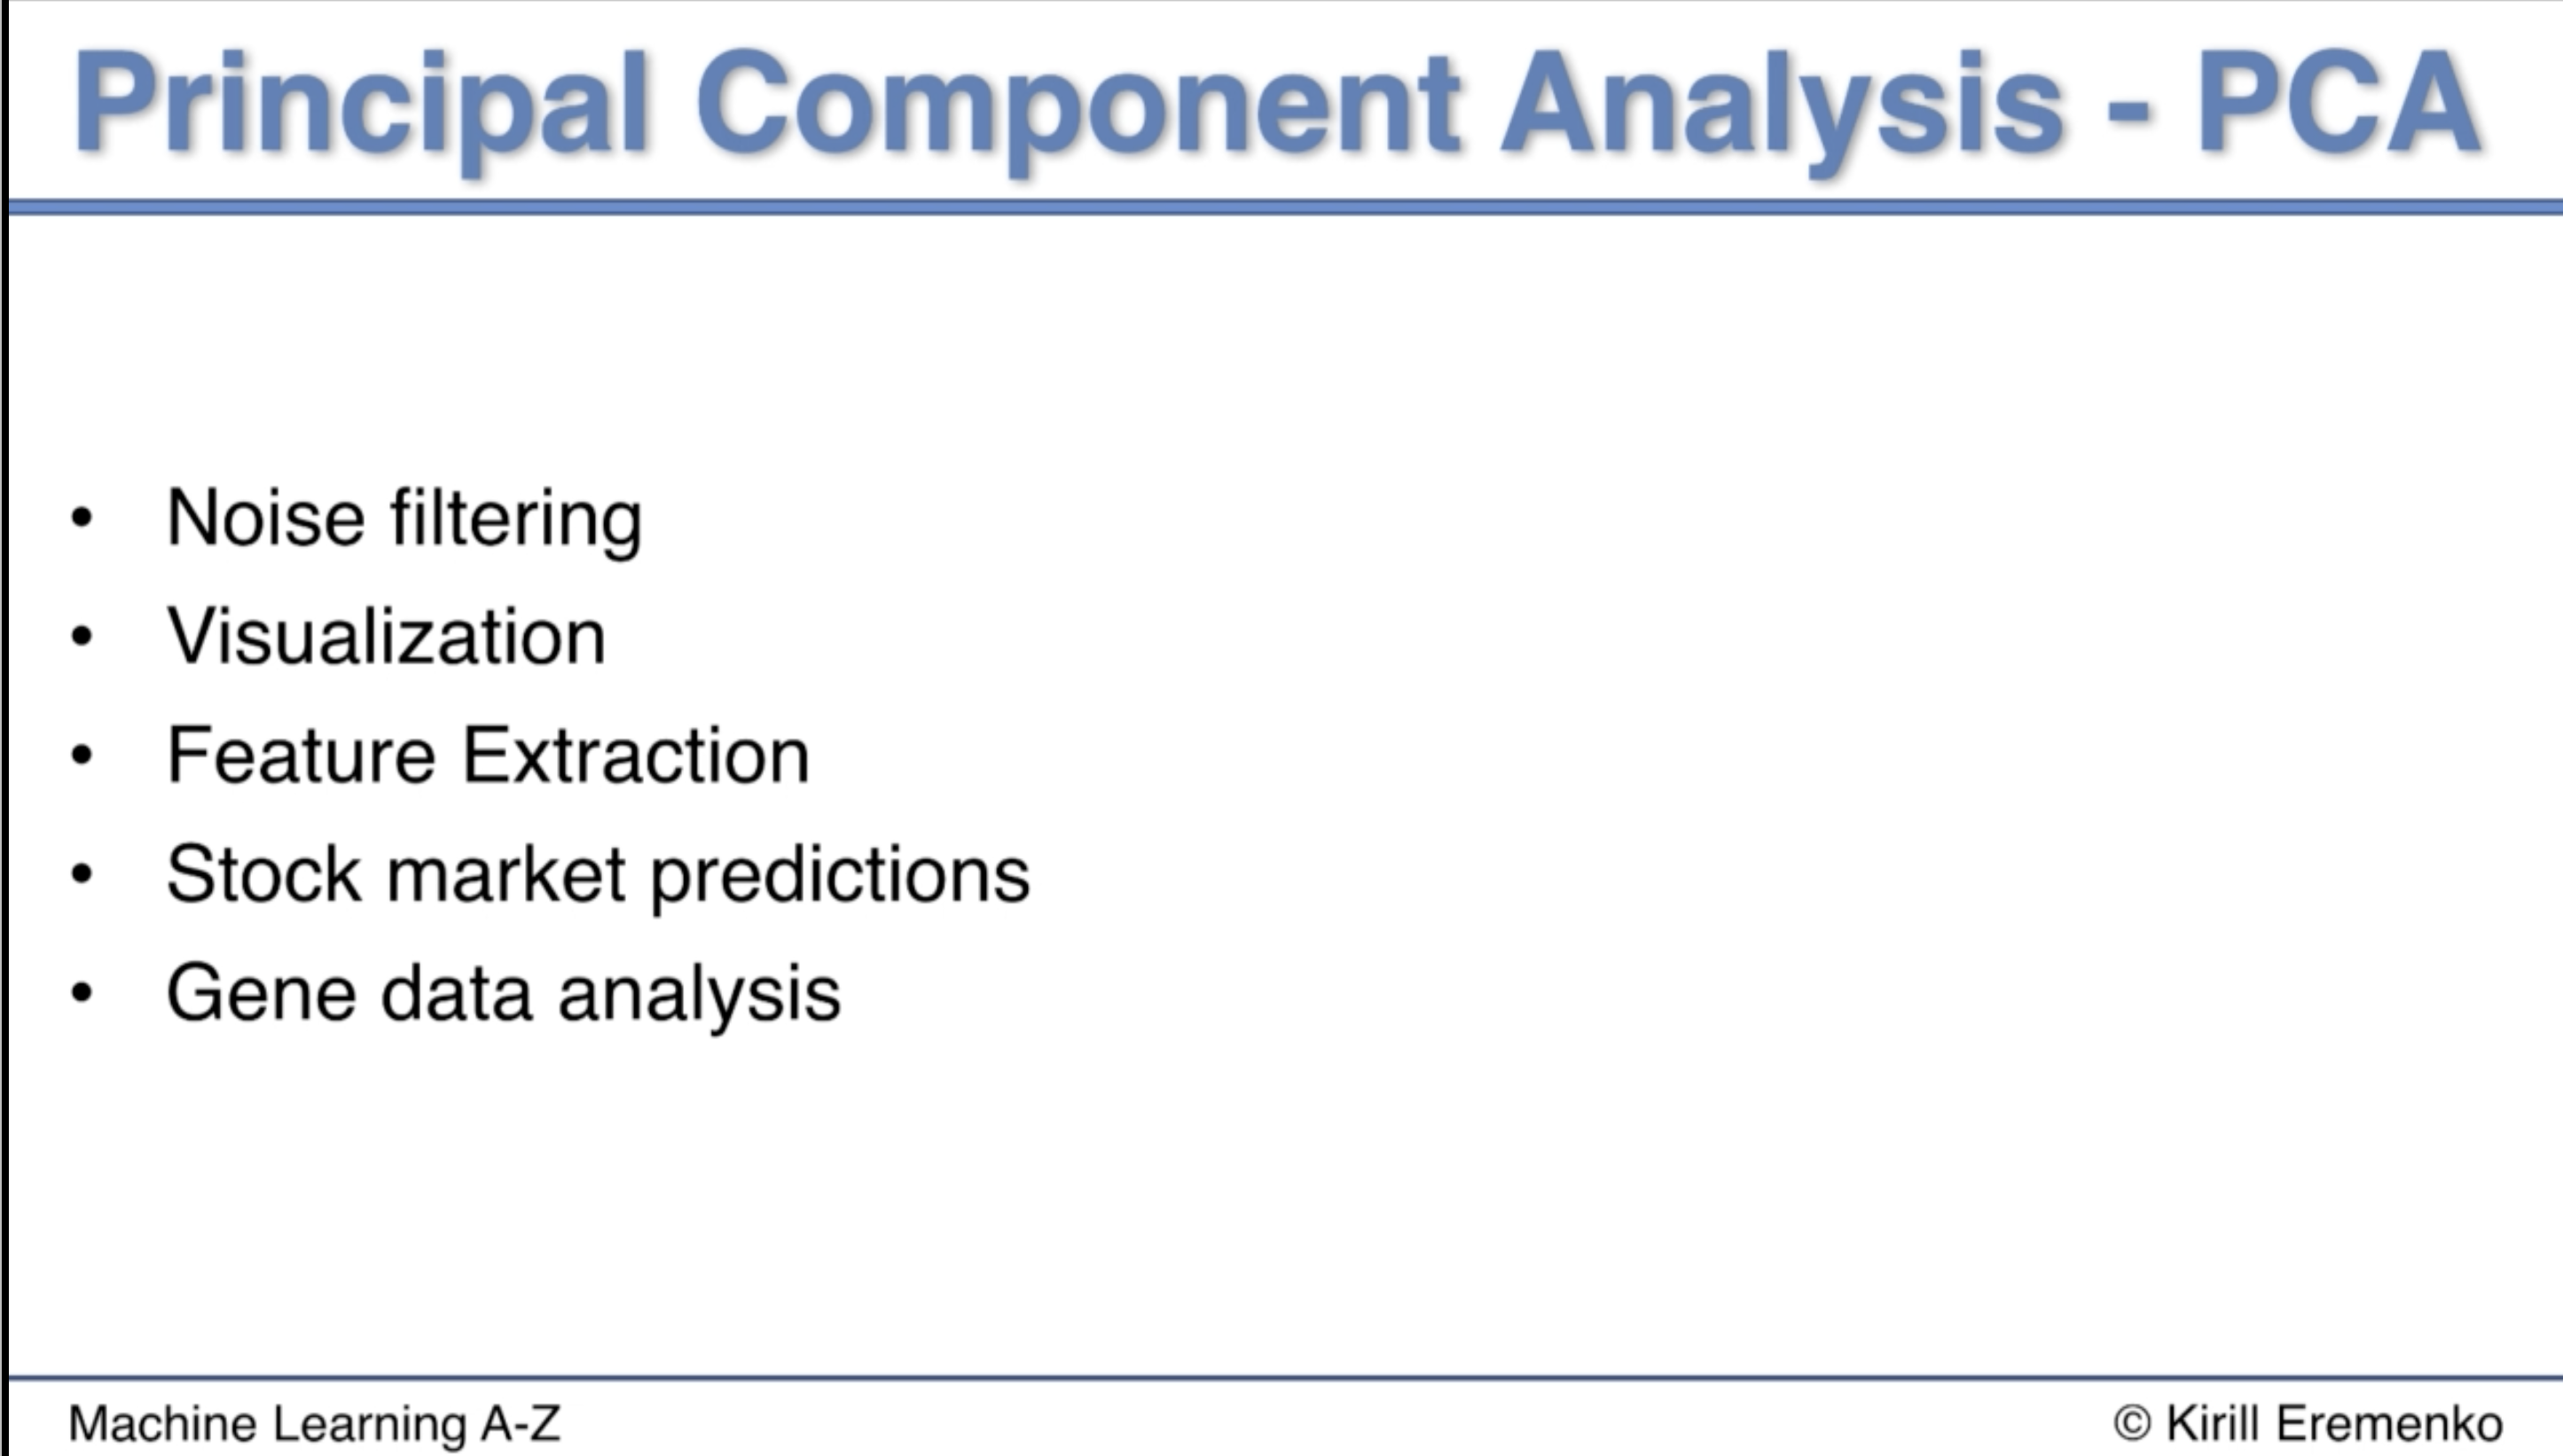 Principal Component Analysis - PCA
• Noise filtering
• Visualization
• Feature Extraction
• Stock market predictions
• Gene data analysis
Machine Learning A-Z
© Kirill Eremenko